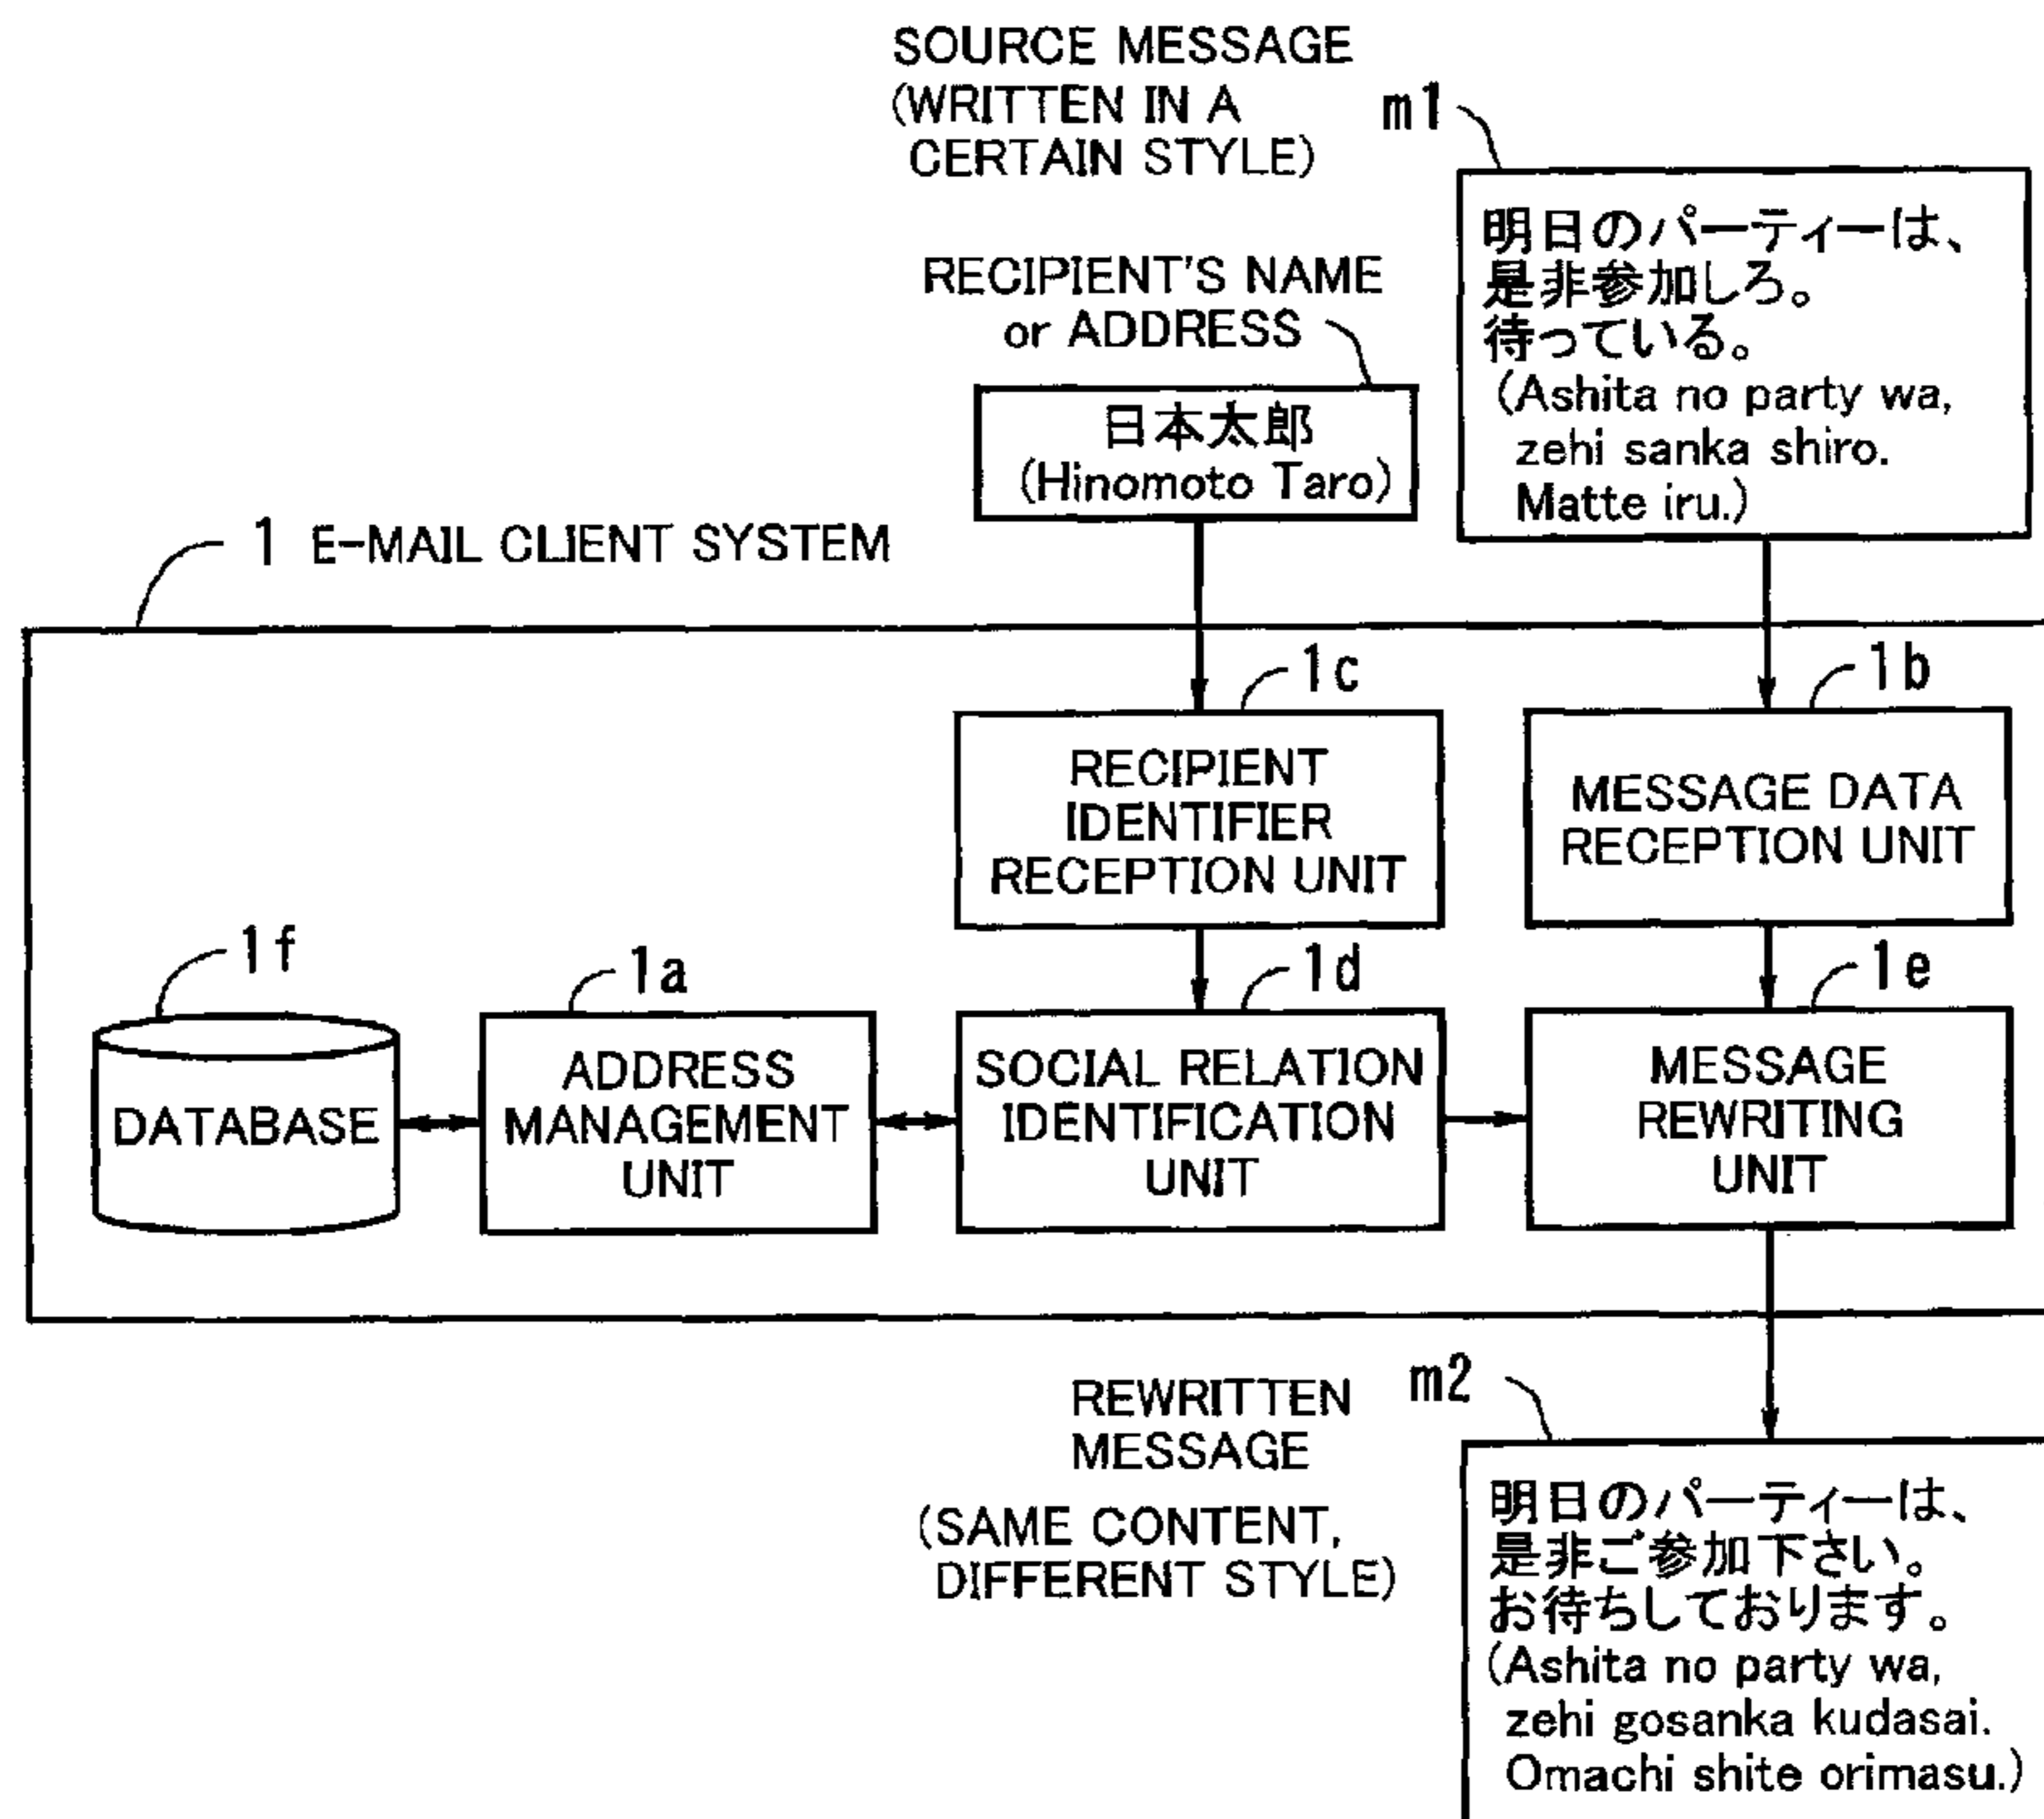 SOURCE MESSAGE
(WRITTEN IN A
CERTAIN STYLE)
m1
明日のパーティーは、
是非参加しろ。
待っている。
(Ashita no party wa,
zehi sanka shiro.
Matte iru.)
RECIPIENT'S NAME
or ADDRESS
日本太郎
(Hinomoto Taro)
1 E-MAIL CLIENT SYSTEM
1c
RECIPIENT
IDENTIFIER
RECEPTION UNIT
1b
MESSAGE DATA
RECEPTION UNIT
1f
DATABASE
1a
ADDRESS
MANAGEMENT
UNIT
1d
SOCIAL RELATION
IDENTIFICATION
UNIT
1e
MESSAGE
REWRITING
UNIT
REWRITTEN
MESSAGE
(SAME CONTENT,
DIFFERENT STYLE)
m2
明日のパーティーは、
是非ご参加下さい。
お待ちしております。
(Ashita no party wa,
zehi gosanka kudasai.
Omachi shite orimasu.)